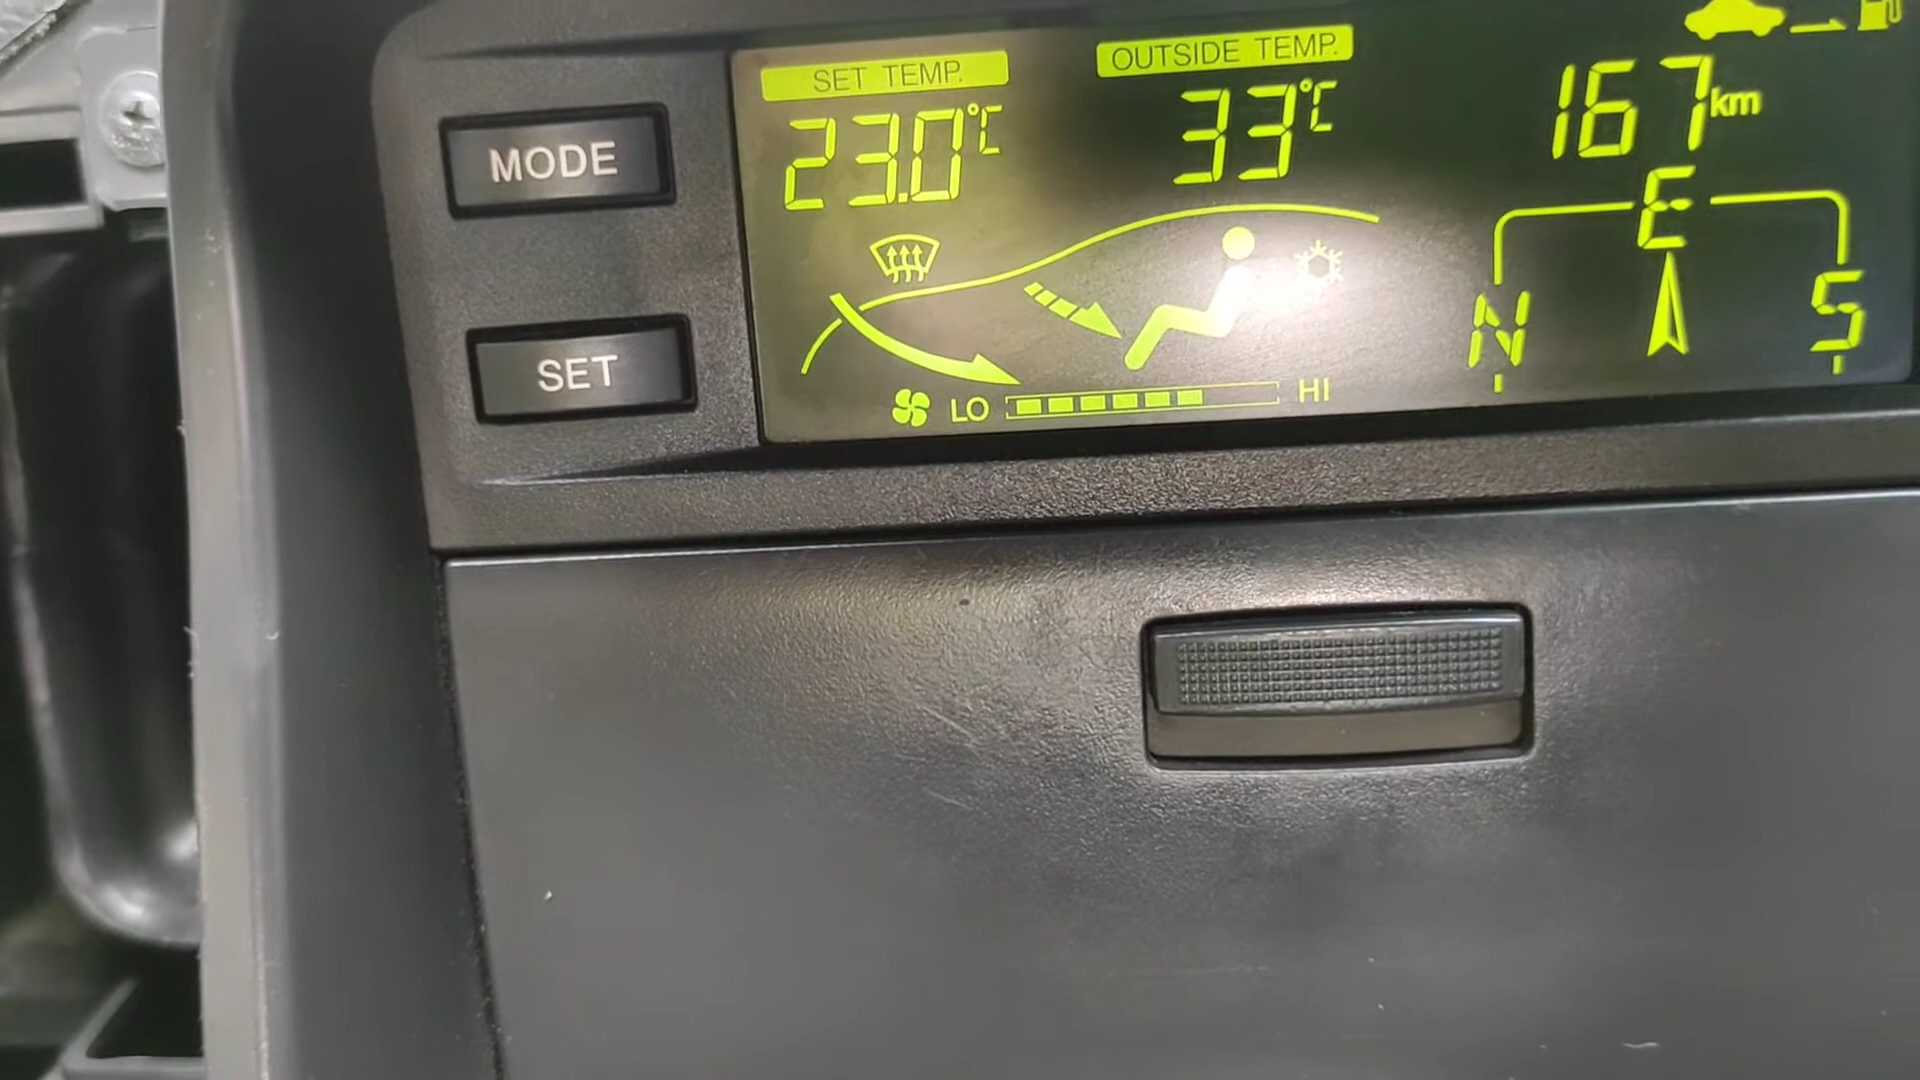 SET TEMP.
23.0°C
OUTSIDE TEMP.
33°C
167km
MODE
SET
E
N
S
LO
HI